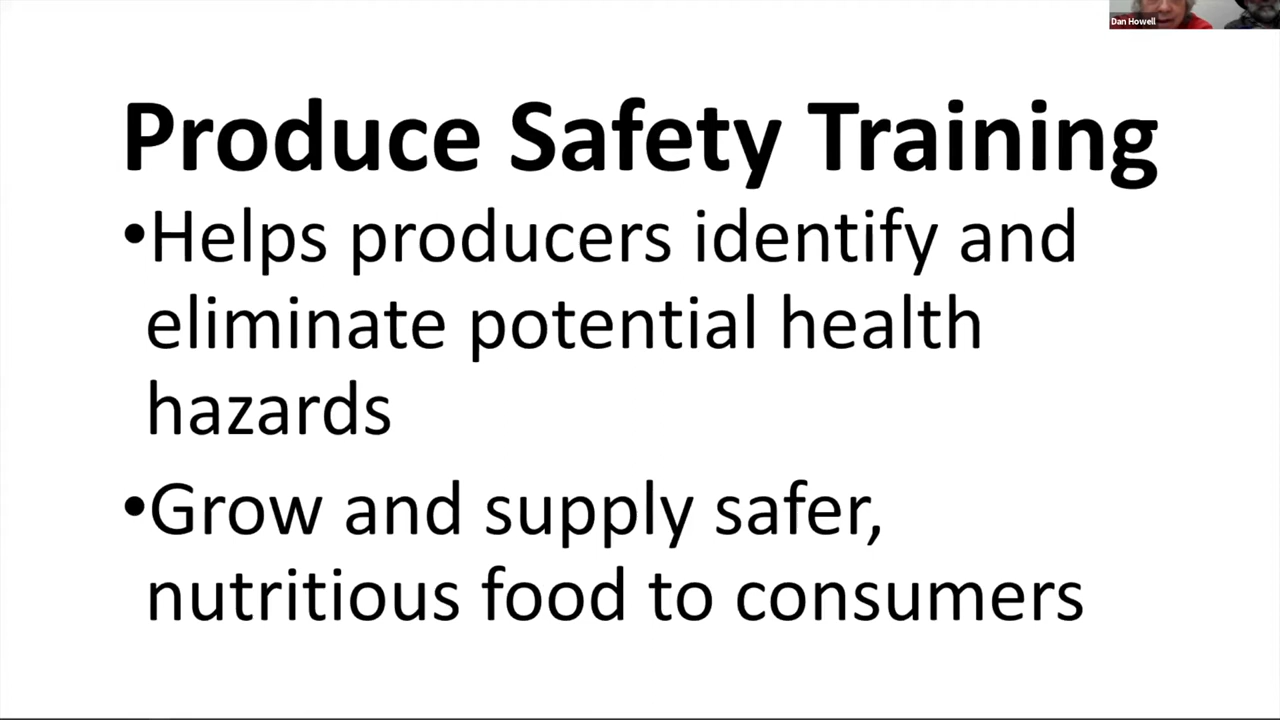 Dan Howell
Produce Safety Training
•Helps producers identify and
eliminate potential health
hazards
•Grow and supply safer,
nutritious food to consumers